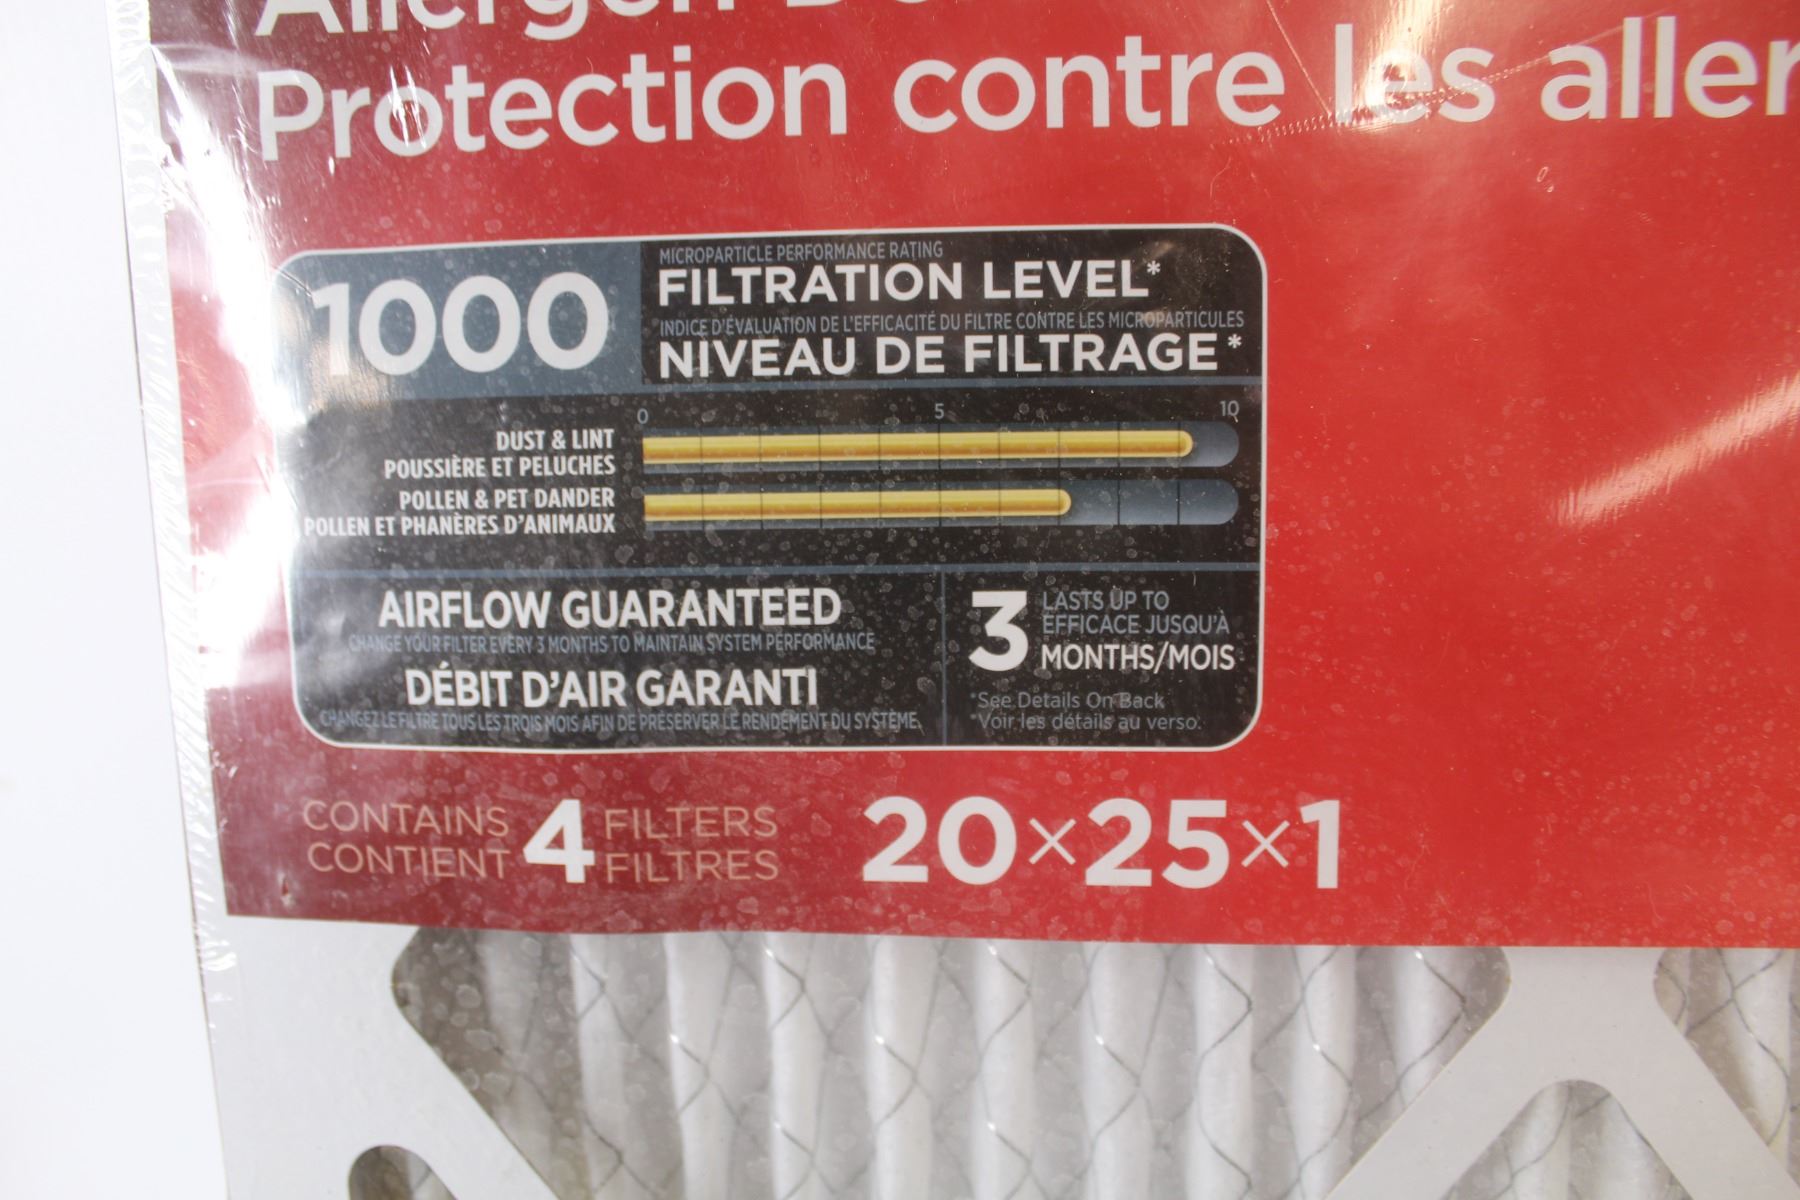 Allergen
Protection contre les aller
1000
MICROPARTICLE PERFORMANCE RATING
FILTRATION LEVEL*
INDICE D'ÉVALUATION DE L'EFFICACITÉ DU FILTRE CONTRE LES MICROPARTICULES
NIVEAU DE FILTRAGE*
0 5 10
DUST & LINT
POUSSIÈRE ET PELUCHES
POLLEN & PET DANDER
POLLEN ET PHANÈRES D'ANIMAUX
AIRFLOW GUARANTEED
CHANGE YOUR FILTER EVERY 3 MONTHS TO MAINTAIN SYSTEM PERFORMANCE
DÉBIT D'AIR GARANTI
CHANGEZ LE FILTRE TOUS LES TROIS MOIS AFIN DE PRÉSERVER LE RENDEMENT DU SYSTÈME.
3
LASTS UP TO
EFFICACE JUSQU'À
MONTHS/MOIS
*See Details On Back
*Voir les détails au verso.
CONTAINS 4 FILTERS
CONTIENT FILTRES
20×25×1